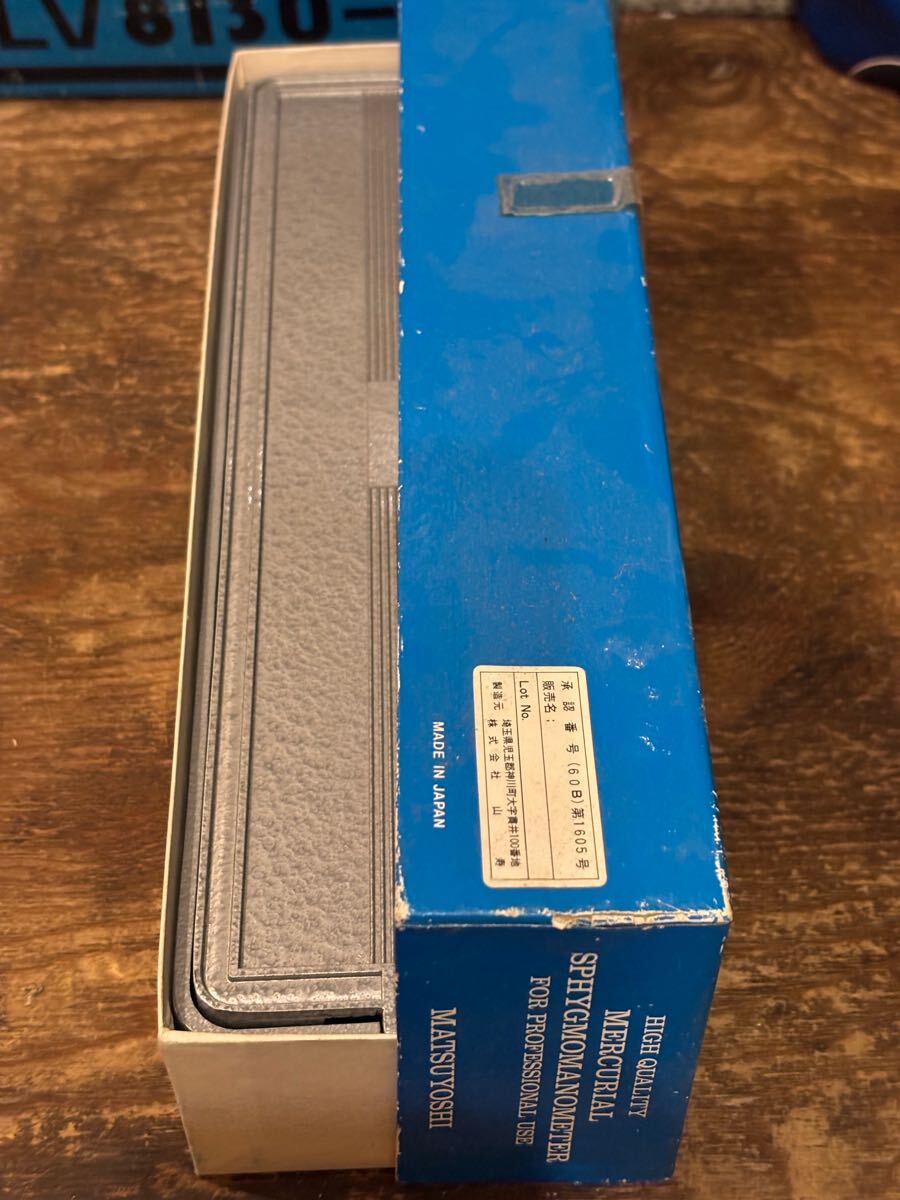 LV 8130-
承認番号(60B)第1605号
販売名;
Lot No.
埼玉県児玉郡神川町大字貫井100番地
製造元 株式会社 山寿
MADE IN JAPAN
HIGH QUALITY
MERCURIAL
SPHYGMOMANOMETER
FOR PROFESSIONAL USE
MATSUYOSHI